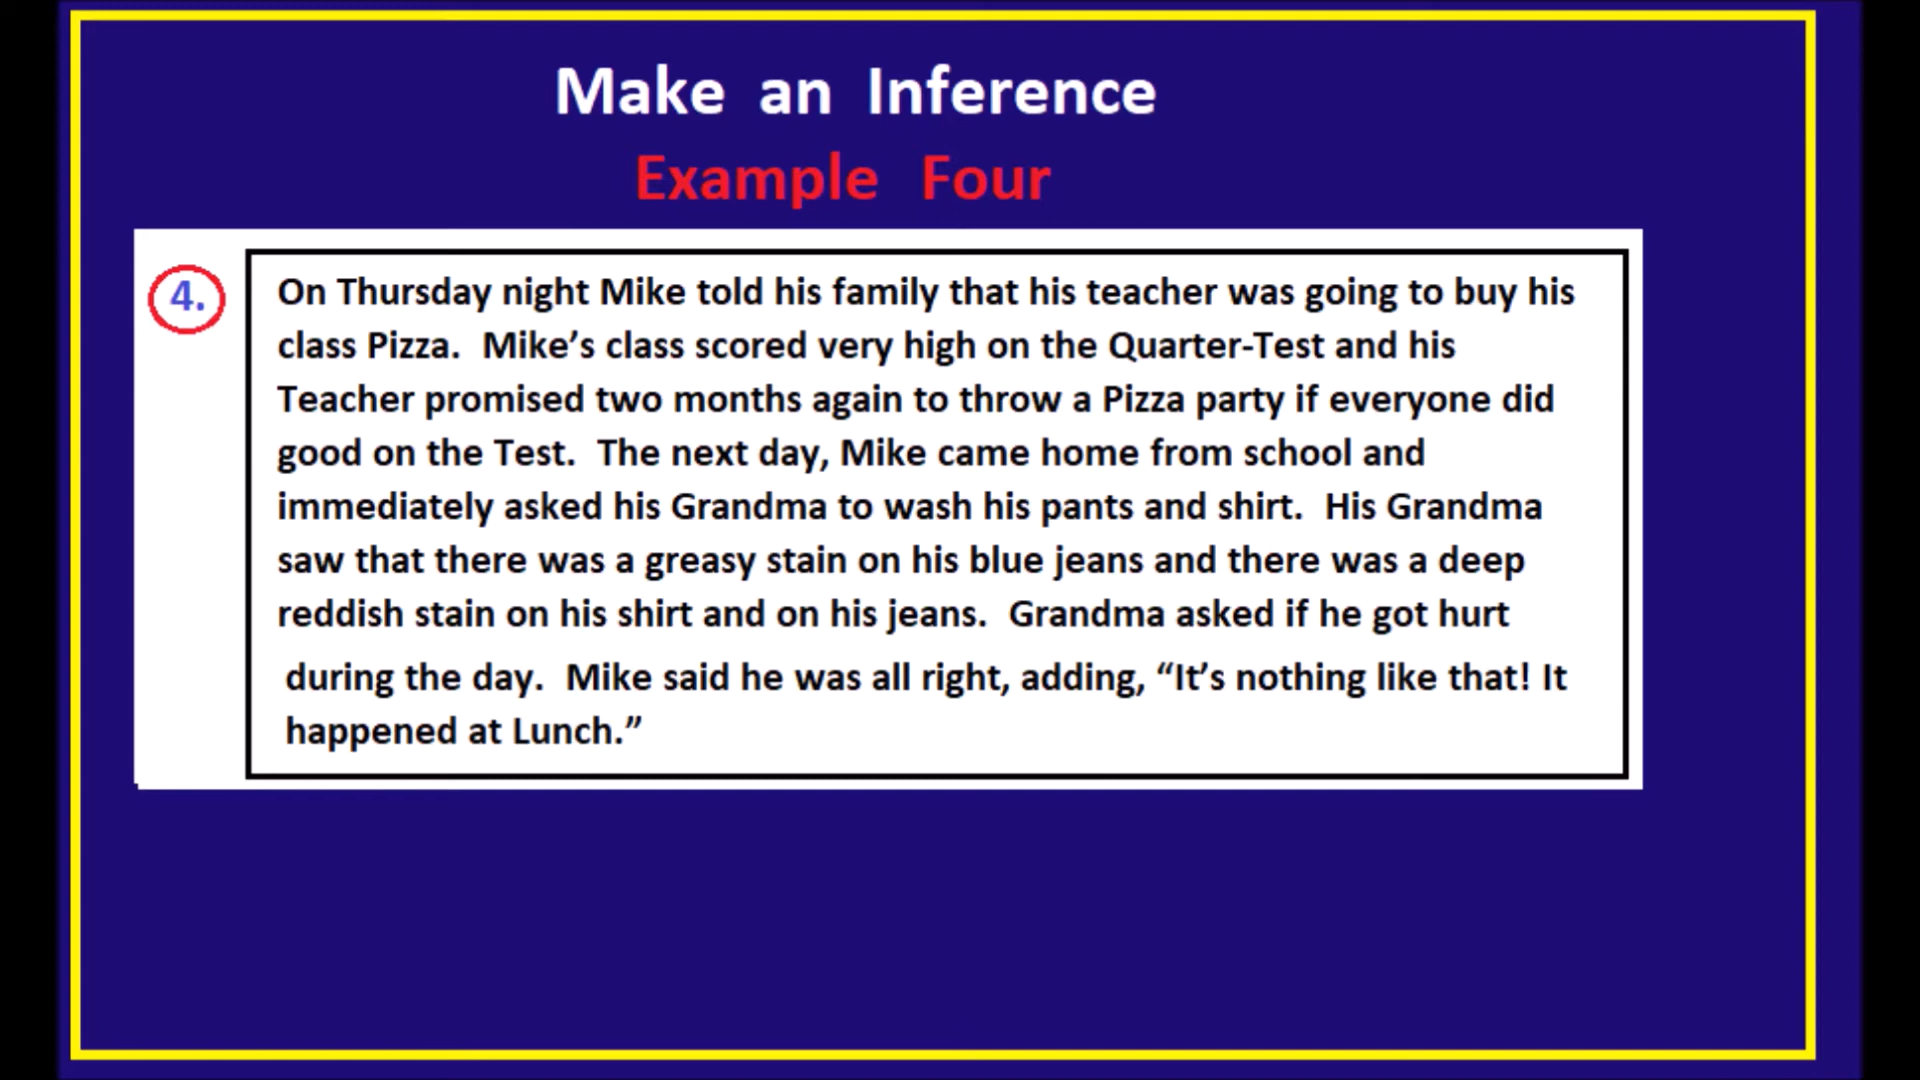 Make an Inference
Example Four
4.
On Thursday night Mike told his family that his teacher was going to buy his
class Pizza. Mike’s class scored very high on the Quarter-Test and his
Teacher promised two months again to throw a Pizza party if everyone did
good on the Test. The next day, Mike came home from school and
immediately asked his Grandma to wash his pants and shirt. His Grandma
saw that there was a greasy stain on his blue jeans and there was a deep
reddish stain on his shirt and on his jeans. Grandma asked if he got hurt
during the day. Mike said he was all right, adding, “It’s nothing like that! It
happened at Lunch.”